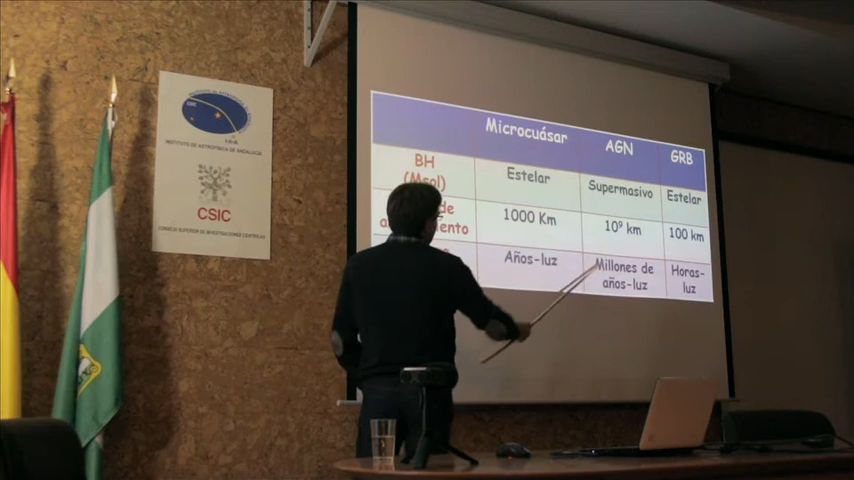 INSTITUTO DE ASTROFÍSICA DE ANDALUCÍA
CSIC
CONSEJO SUPERIOR DE INVESTIGACIONES CIENTÍFICAS
Microcuásar AGN GRB
BH
(Msol) Estelar Supermasivo Estelar
de 1000 Km 10⁹ km 100 km
Años-luz Millones de
años-luz Horas-
luz